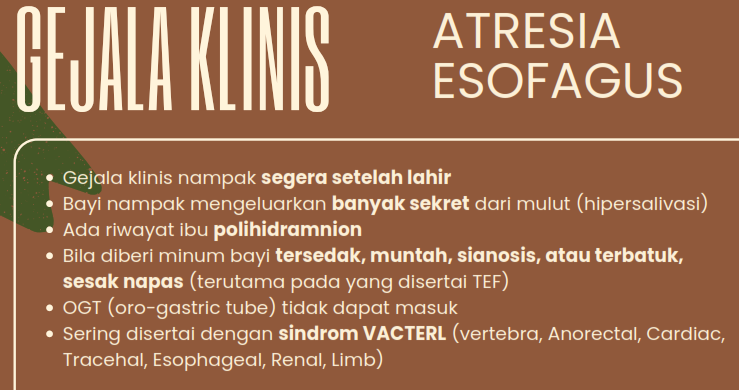 GEJALA KLINIS
ATRESIA
ESOFAGUS
• Gejala klinis nampak segera setelah lahir
• Bayi nampak mengeluarkan banyak sekret dari mulut (hipersalivasi)
• Ada riwayat ibu polihidramnion
• Bila diberi minum bayi tersedak, muntah, sianosis, atau terbatuk,
sesak napas (terutama pada yang disertai TEF)
• OGT (oro-gastric tube) tidak dapat masuk
• Sering disertai dengan sindrom VACTERL (vertebra, Anorectal, Cardiac,
Tracehal, Esophageal, Renal, Limb)